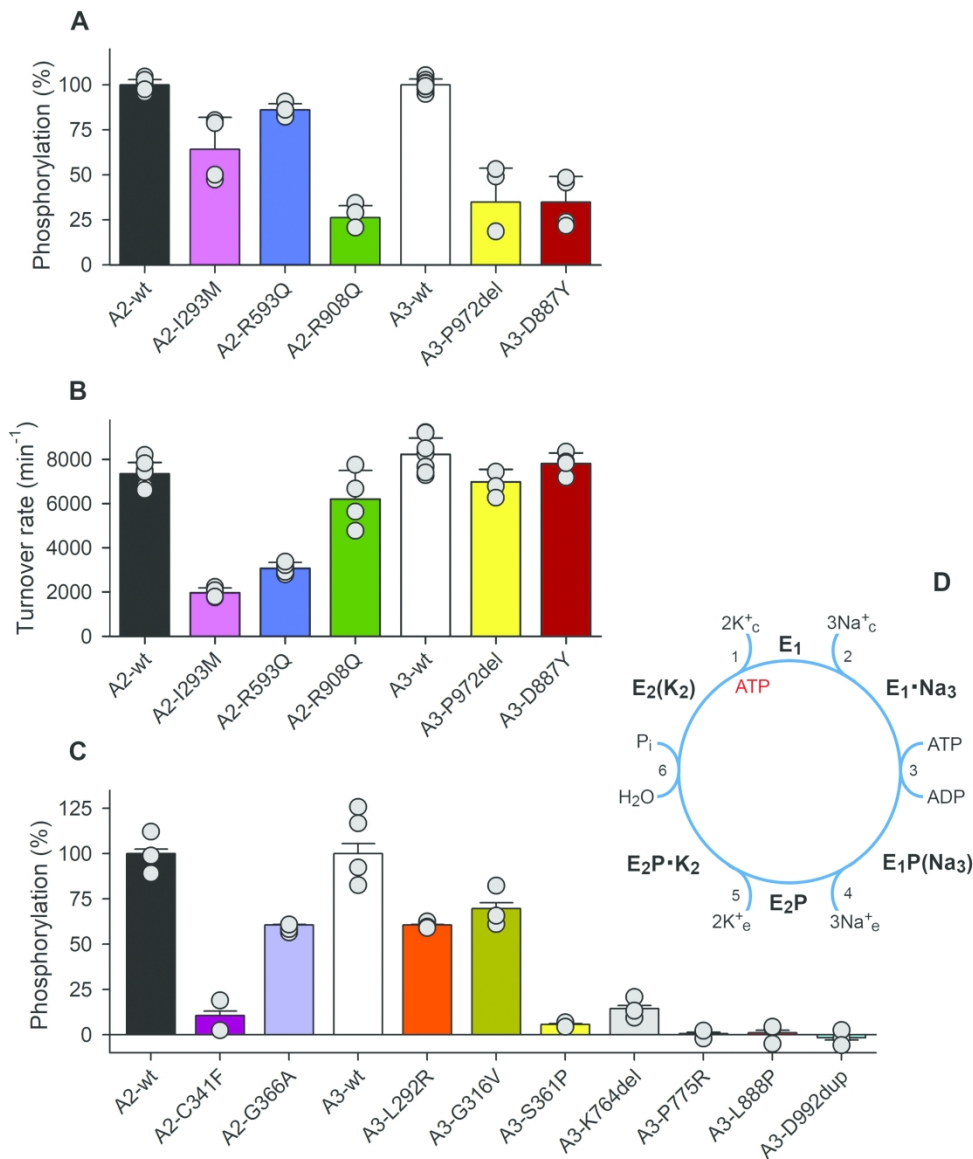 A
Phosphorylation (%)
100
75
50
25
0
A2-wt
A2-I293M
A2-R593Q
A2-R908Q
A3-wt
A3-P972del
A3-D887Y
B
Turnover rate (min⁻¹)
8000
6000
4000
2000
0
A2-wt
A2-I293M
A2-R593Q
A2-R908Q
A3-wt
A3-P972del
A3-D887Y
C
Phosphorylation (%)
125
100
75
50
25
0
A2-wt
A2-C341F
A2-G366A
A3-wt
A3-L292R
A3-G316V
A3-S361P
A3-K764del
A3-P775R
A3-L888P
A3-D992dup
D
2K⁺c
E₁
3Na⁺c
1
2
ATP
E₂(K₂)
E₁·Na₃
Pᵢ
ATP
6
3
H₂O
ADP
E₂P·K₂
E₁P(Na₃)
5
E₂P
4
2K⁺e
3Na⁺e